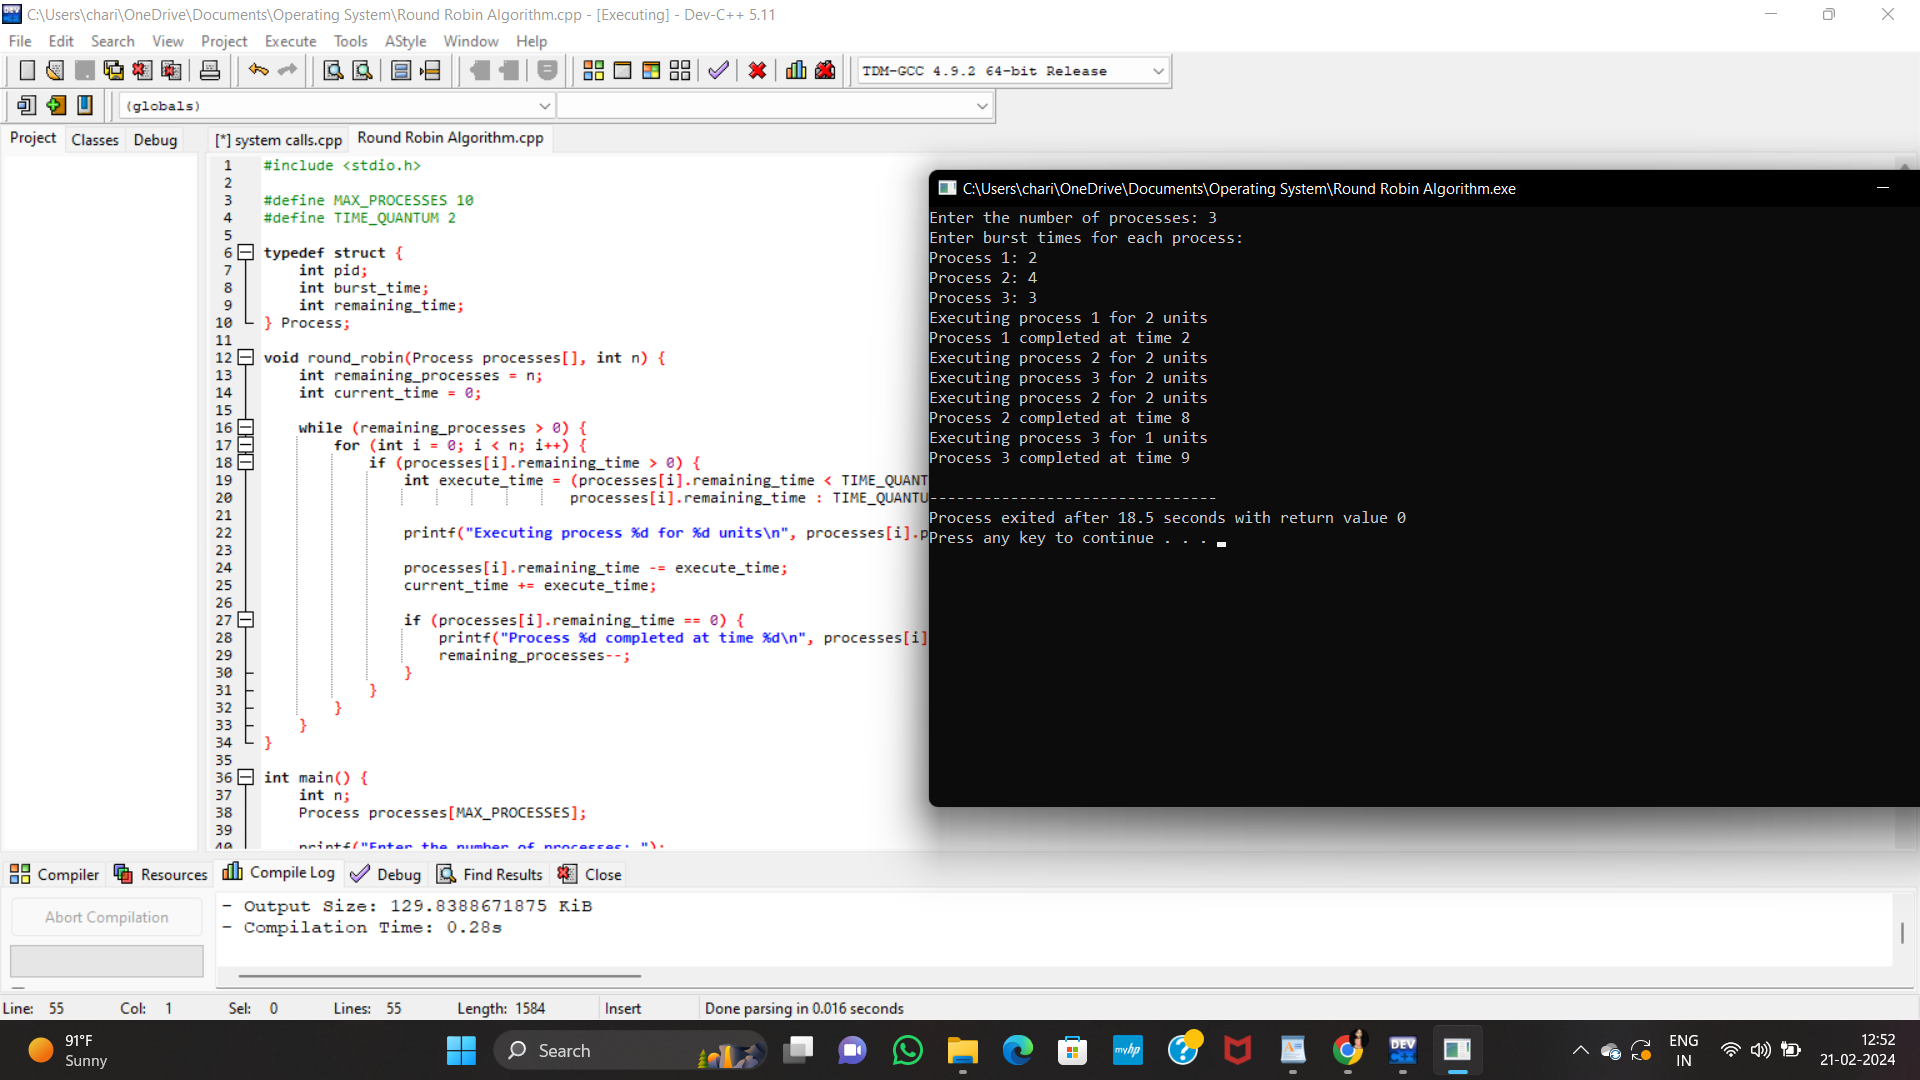 C:\Users\chari\OneDrive\Documents\Operating System\Round Robin Algorithm.cpp - [Executing] - Dev-C++ 5.11
File Edit Search View Project Execute Tools AStyle Window Help
TDM-GCC 4.9.2 64-bit Release
(globals)
Project Classes Debug
[*] system calls.cpp Round Robin Algorithm.cpp
1 #include <stdio.h>
2
3 #define MAX_PROCESSES 10
4 #define TIME_QUANTUM 2
5
6 typedef struct {
7 int pid;
8 int burst_time;
9 int remaining_time;
10 } Process;
11
12 void round_robin(Process processes[], int n) {
13 int remaining_processes = n;
14 int current_time = 0;
15
16 while (remaining_processes > 0) {
17 for (int i = 0; i < n; i++) {
18 if (processes[i].remaining_time > 0) {
19 int execute_time = (processes[i].remaining_time < TIME_QUANT
20 processes[i].remaining_time : TIME_QUANTU
21
22 printf("Executing process %d for %d units\n", processes[i].p
23
24 processes[i].remaining_time -= execute_time;
25 current_time += execute_time;
26
27 if (processes[i].remaining_time == 0) {
28 printf("Process %d completed at time %d\n", processes[i]
29 remaining_processes--;
30 }
31 }
32 }
33 }
34 }
35
36 int main() {
37 int n;
38 Process processes[MAX_PROCESSES];
39
40 printf("Enter the number of processes: ");
C:\Users\chari\OneDrive\Documents\Operating System\Round Robin Algorithm.exe
Enter the number of processes: 3
Enter burst times for each process:
Process 1: 2
Process 2: 4
Process 3: 3
Executing process 1 for 2 units
Process 1 completed at time 2
Executing process 2 for 2 units
Executing process 3 for 2 units
Executing process 2 for 2 units
Process 2 completed at time 8
Executing process 3 for 1 units
Process 3 completed at time 9
--------------------------------
Process exited after 18.5 seconds with return value 0
Press any key to continue . . .
Compiler Resources Compile Log Debug Find Results Close
Abort Compilation
- Output Size: 129.8388671875 KiB
- Compilation Time: 0.28s
Line: 55 Col: 1 Sel: 0 Lines: 55 Length: 1584 Insert Done parsing in 0.016 seconds
91°F
Sunny
Search
myhp
DEV
C++
ENG
IN
12:52
21-02-2024